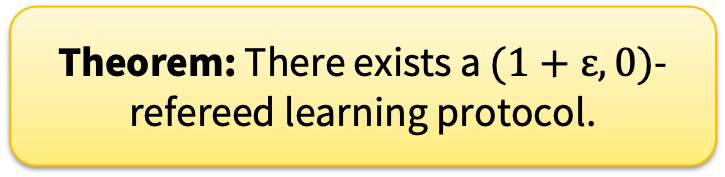 Theorem: There exists a (1 + ε, 0)-
refereed learning protocol.